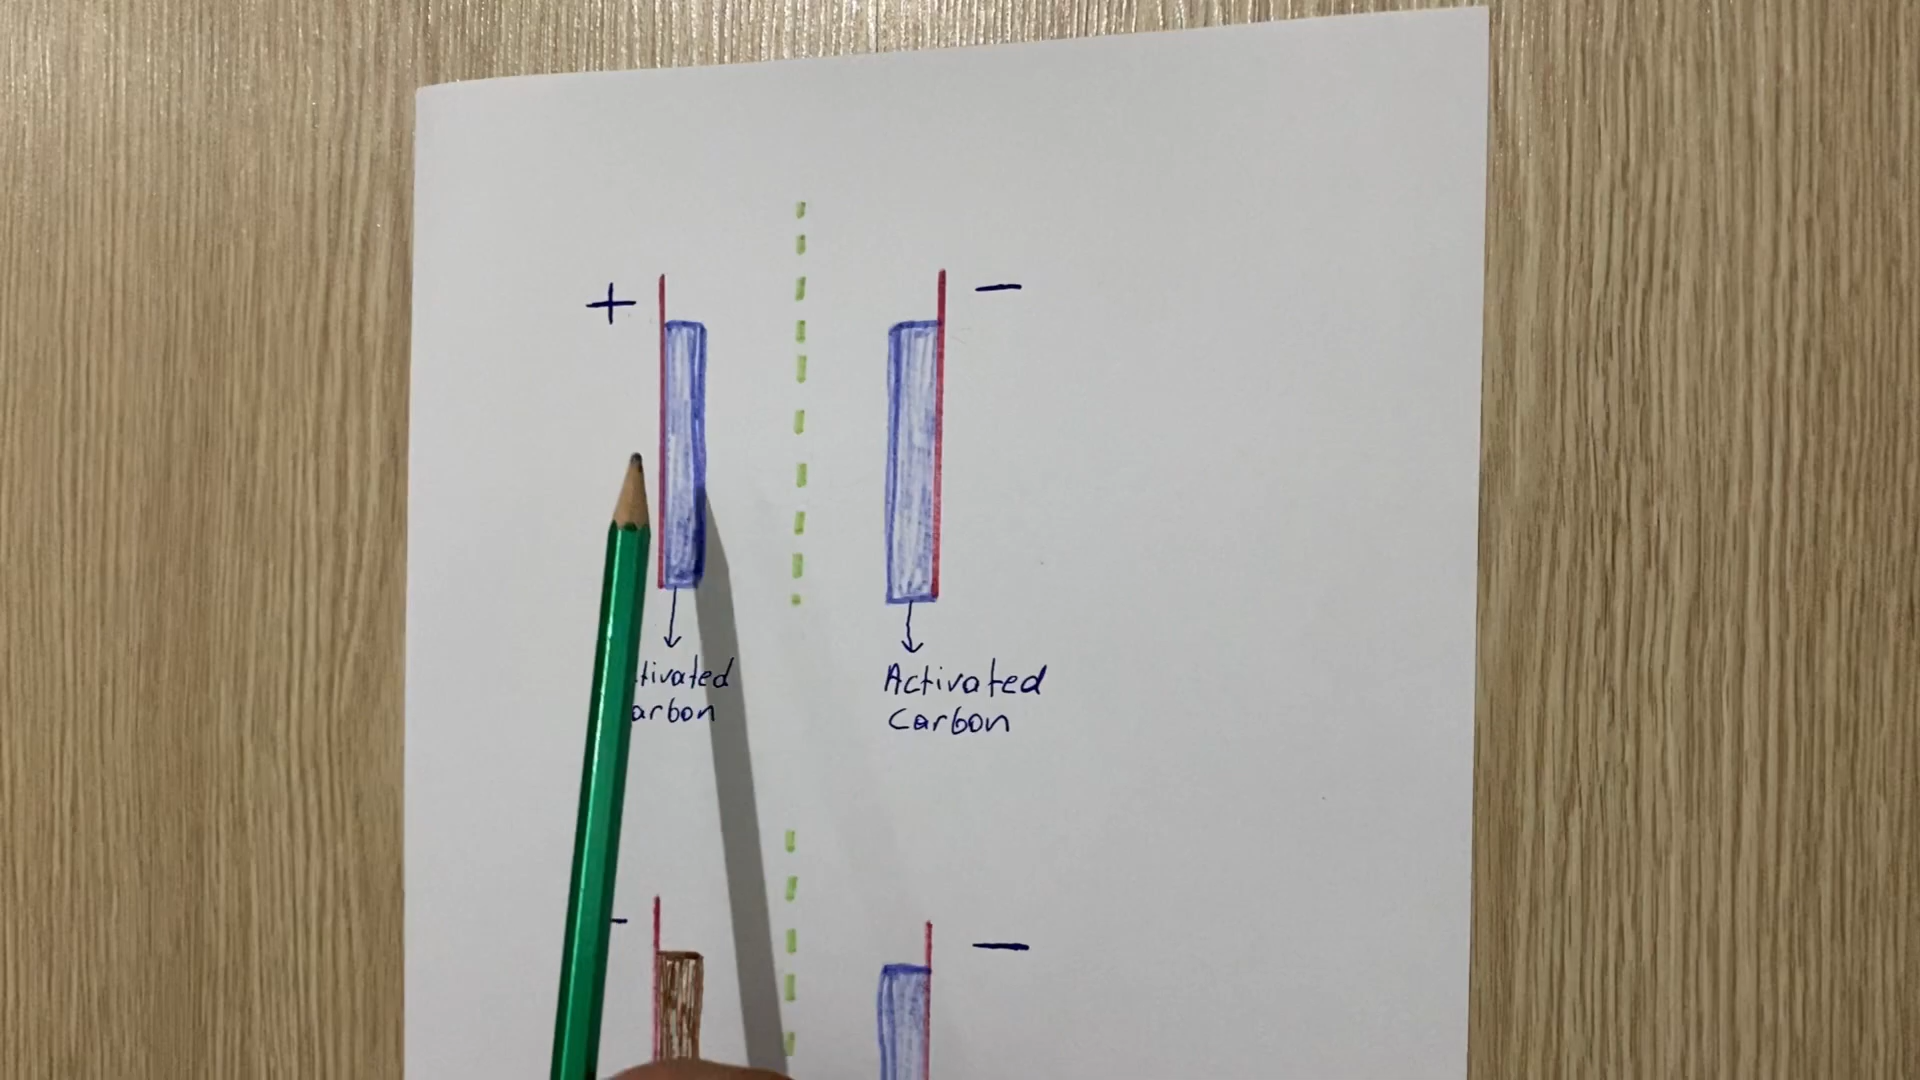 + —
tivated
arbon
Activated
Carbon
- —